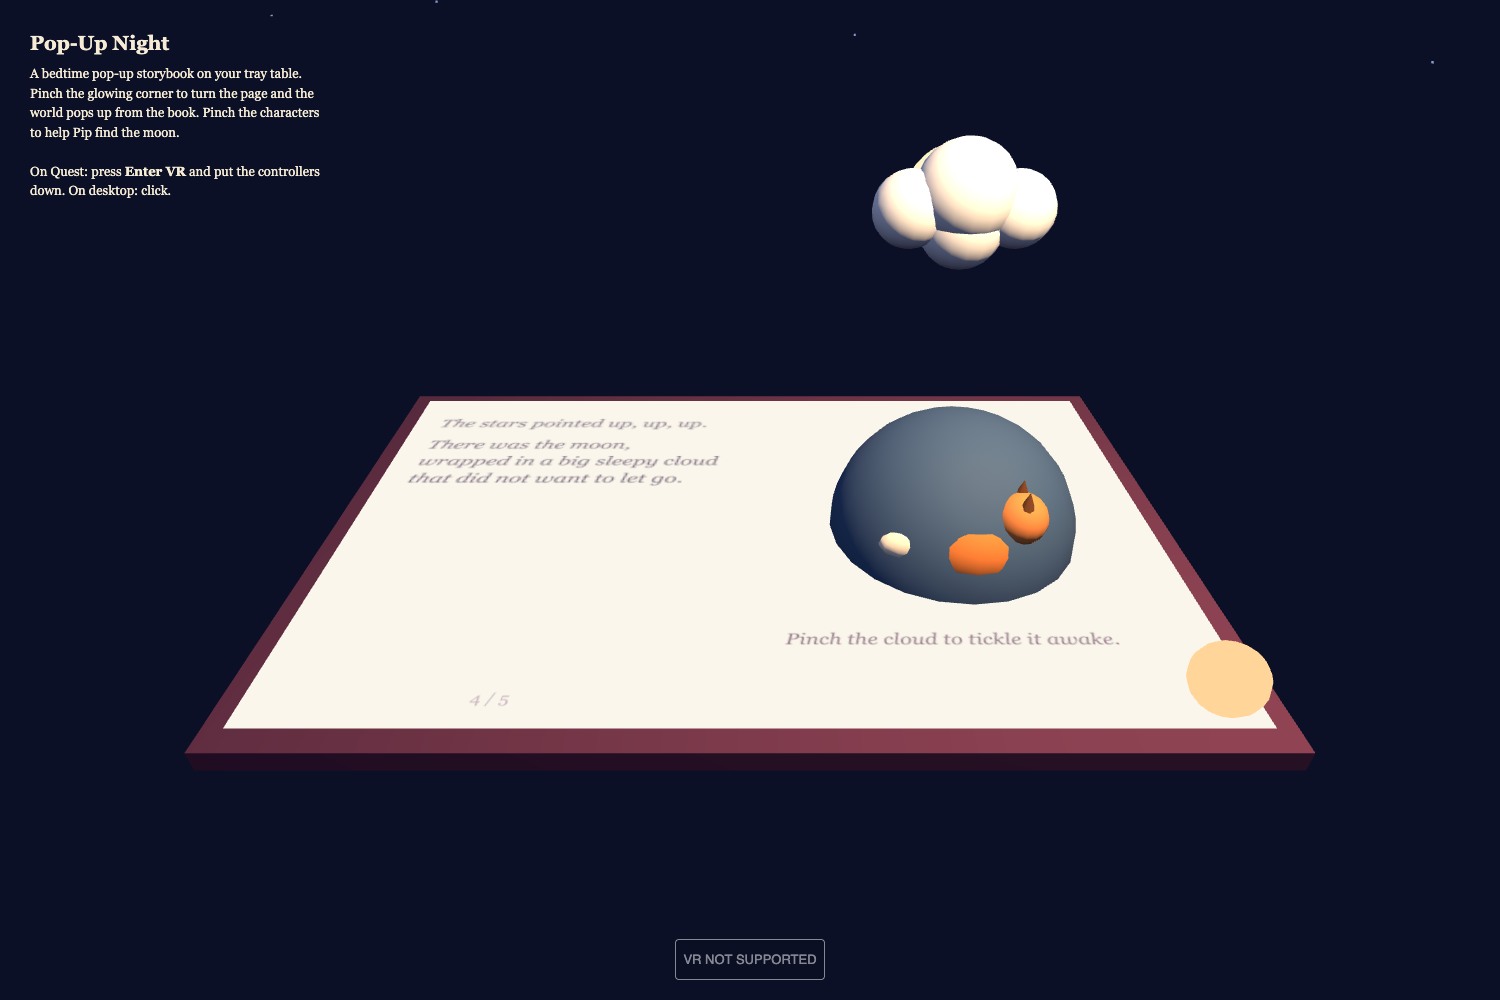 Pop-Up Night
A bedtime pop-up storybook on your tray table.
Pinch the glowing corner to turn the page and the
world pops up from the book. Pinch the characters
to help Pip find the moon.
On Quest: press Enter VR and put the controllers
down. On desktop: click.
The stars pointed up, up, up.
There was the moon,
wrapped in a big sleepy cloud
that did not want to let go.
Pinch the cloud to tickle it awake.
4 / 5
VR NOT SUPPORTED